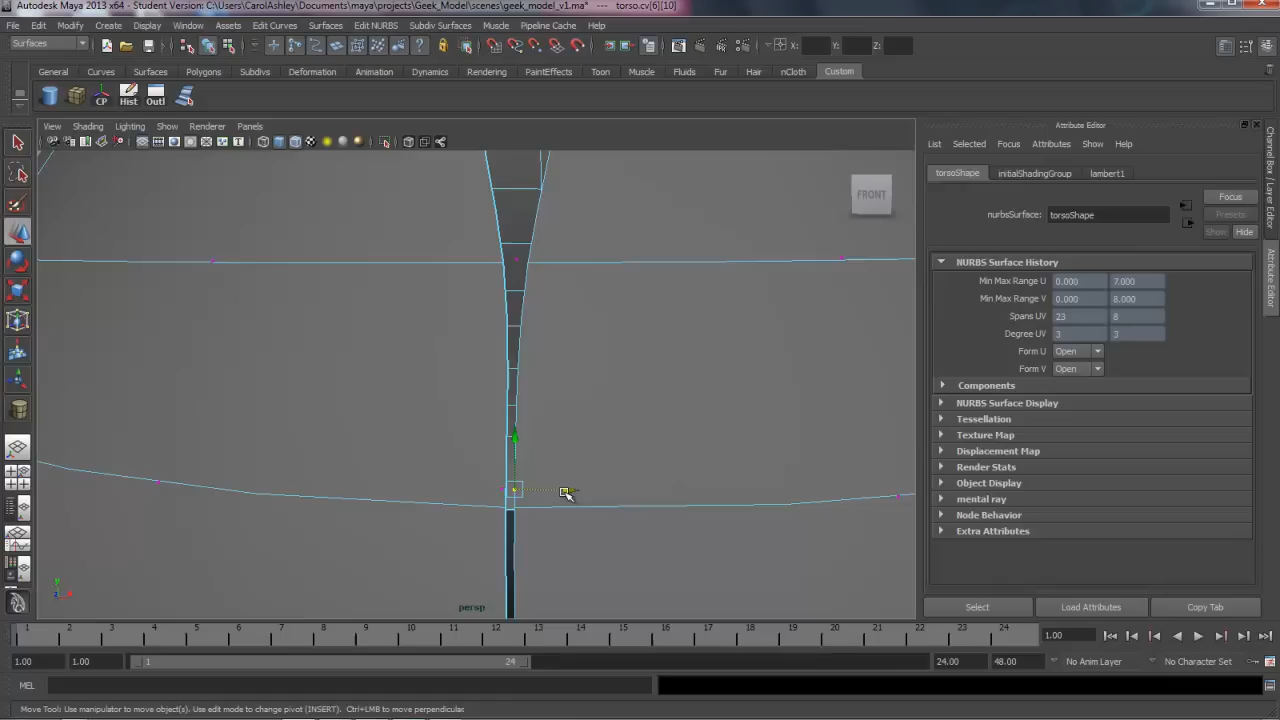 Autodesk Maya 2013 x64 - Student Version: C:\Users\CarolAshley\Documents\maya\projects\Geek_Model\scenes\geek_model_v1.ma* --- torso.cv[6][10]
File Edit Modify Create Display Window Assets Edit Curves Surfaces Edit NURBS Subdiv Surfaces Muscle Pipeline Cache Help
Surfaces X: Y: Z:
General Curves Surfaces Polygons Subdivs Deformation Animation Dynamics Rendering PaintEffects Toon Muscle Fluids Fur Hair nCloth Custom
CP Hist Outl
View Shading Lighting Show Renderer Panels
Attribute Editor
List Selected Focus Attributes Show Help
torsoShape initialShadingGroup lambert1
FRONT
Focus
nurbsSurface: torsoShape
Presets
Show Hide
NURBS Surface History
Min Max Range U 0.000 7.000
Min Max Range V 0.000 8.000
Spans UV 23 8
Degree UV 3 3
Form U Open
Form V Open
Components
NURBS Surface Display
Tessellation
Texture Map
Displacement Map
Render Stats
Object Display
mental ray
Node Behavior
Extra Attributes
Channel Box / Layer Editor
Attribute Editor
persp
Select Load Attributes Copy Tab
1 2 3 4 5 6 7 8 9 10 11 12 13 14 15 16 17 18 19 20 21 22 23 24 1.00
1.00 1.00 1 24 24.00 48.00 No Anim Layer No Character Set
MEL
Move Tool: Use manipulator to move object(s). Use edit mode to change pivot (INSERT). Ctrl+LMB to move perpendicular.